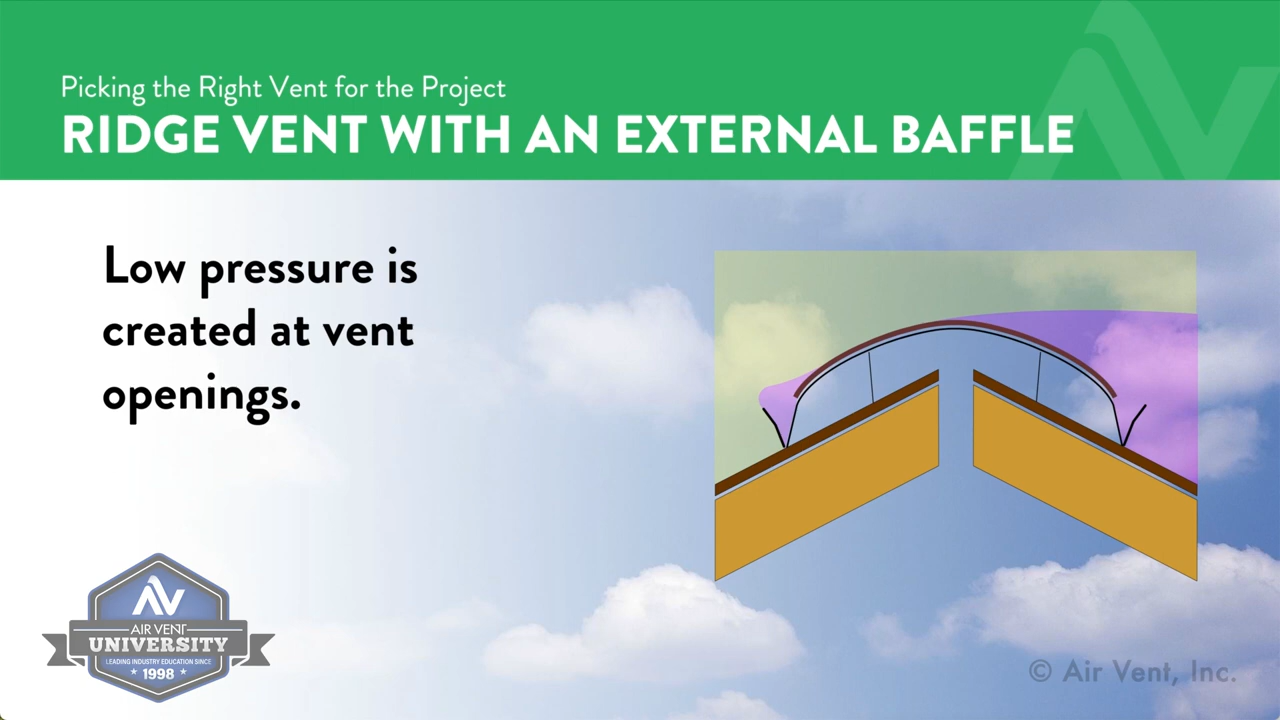 Picking the Right Vent for the Project
RIDGE VENT WITH AN EXTERNAL BAFFLE
Low pressure is
created at vent
openings.
AIR VENT
UNIVERSITY
LEADING INDUSTRY EDUCATION SINCE
★ 1998 ★
© Air Vent, Inc.